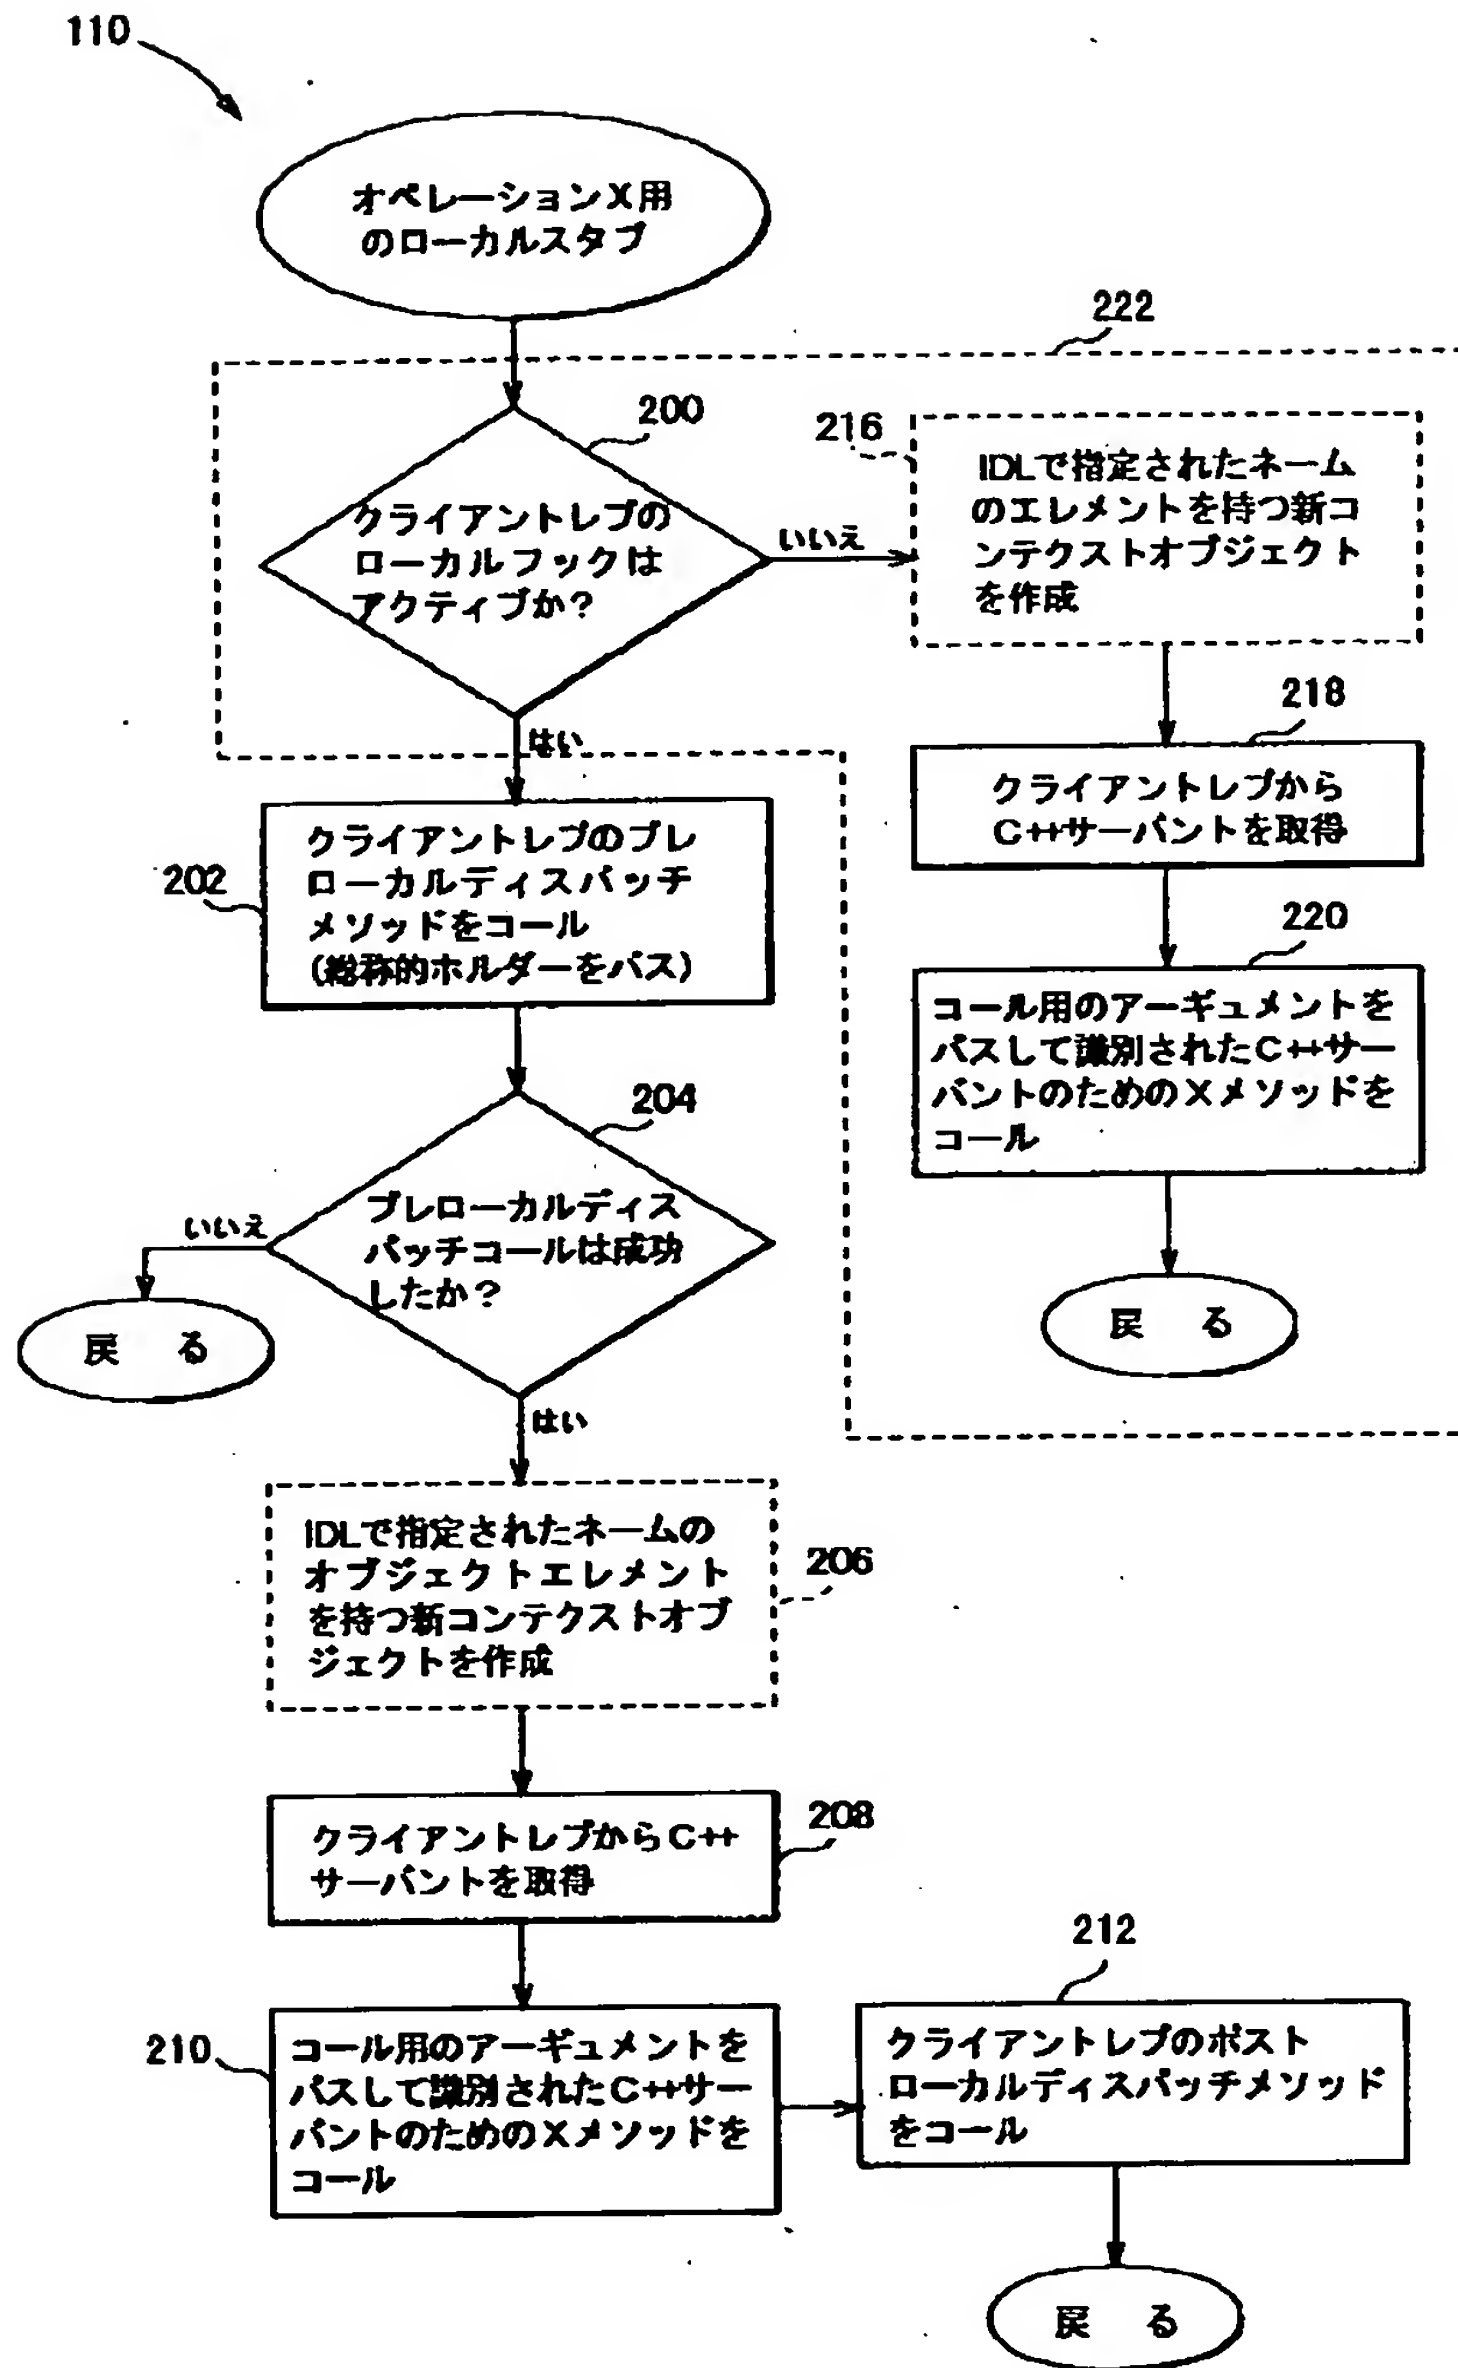 110
オペレーションX用
のローカルスタブ
222
200
クライアントレプの
ローカルフックは
アクティブか?
いいえ
はい
216
IDLで指定されたネーム
のエレメントを持つ新コ
ンテクストオブジェクト
を作成
218
クライアントレプから
C++サーバントを取得
220
コール用のアーギュメントを
パスして識別されたC++サー
バントのためのXメソッドを
コール
戻 る
202
クライアントレプのプレ
ローカルディスパッチ
メソッドをコール
(総称的ホルダーをパス)
204
プレローカルディス
パッチコールは成功
したか?
いいえ
戻 る
はい
206
IDLで指定されたネームの
オブジェクトエレメント
を持つ新コンテクストオブ
ジェクトを作成
208
クライアントレプからC++
サーバントを取得
210
コール用のアーギュメントを
パスして識別されたC++サー
バントのためのXメソッドを
コール
212
クライアントレプのポスト
ローカルディスパッチメソッド
をコール
戻 る